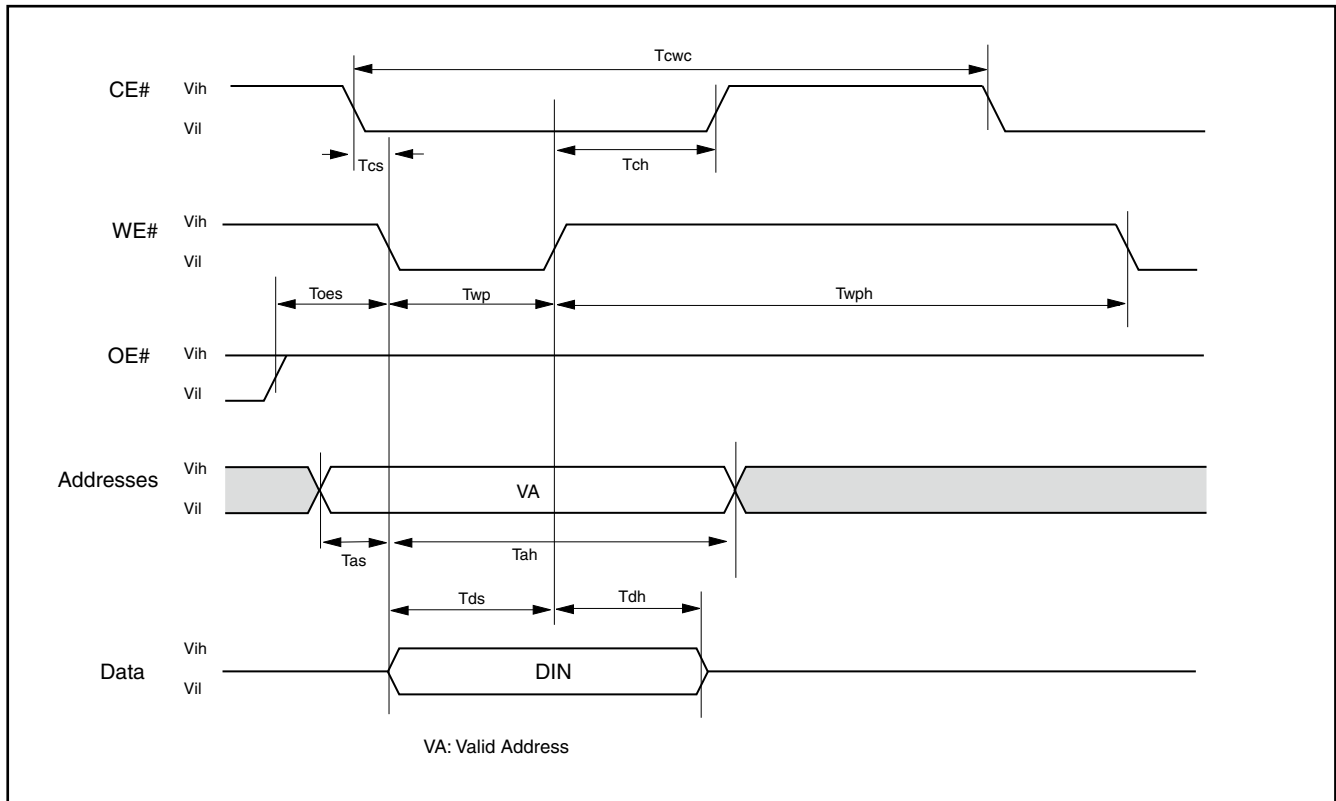 Tcwc
CE# Vih
Vil
Tcs Tch
WE# Vih
Vil
Toes Twp Twph
OE# Vih
Vil
Addresses Vih
VA
Vil
Tas Tah
Tds Tdh
Data Vih
DIN
Vil
VA: Valid Address